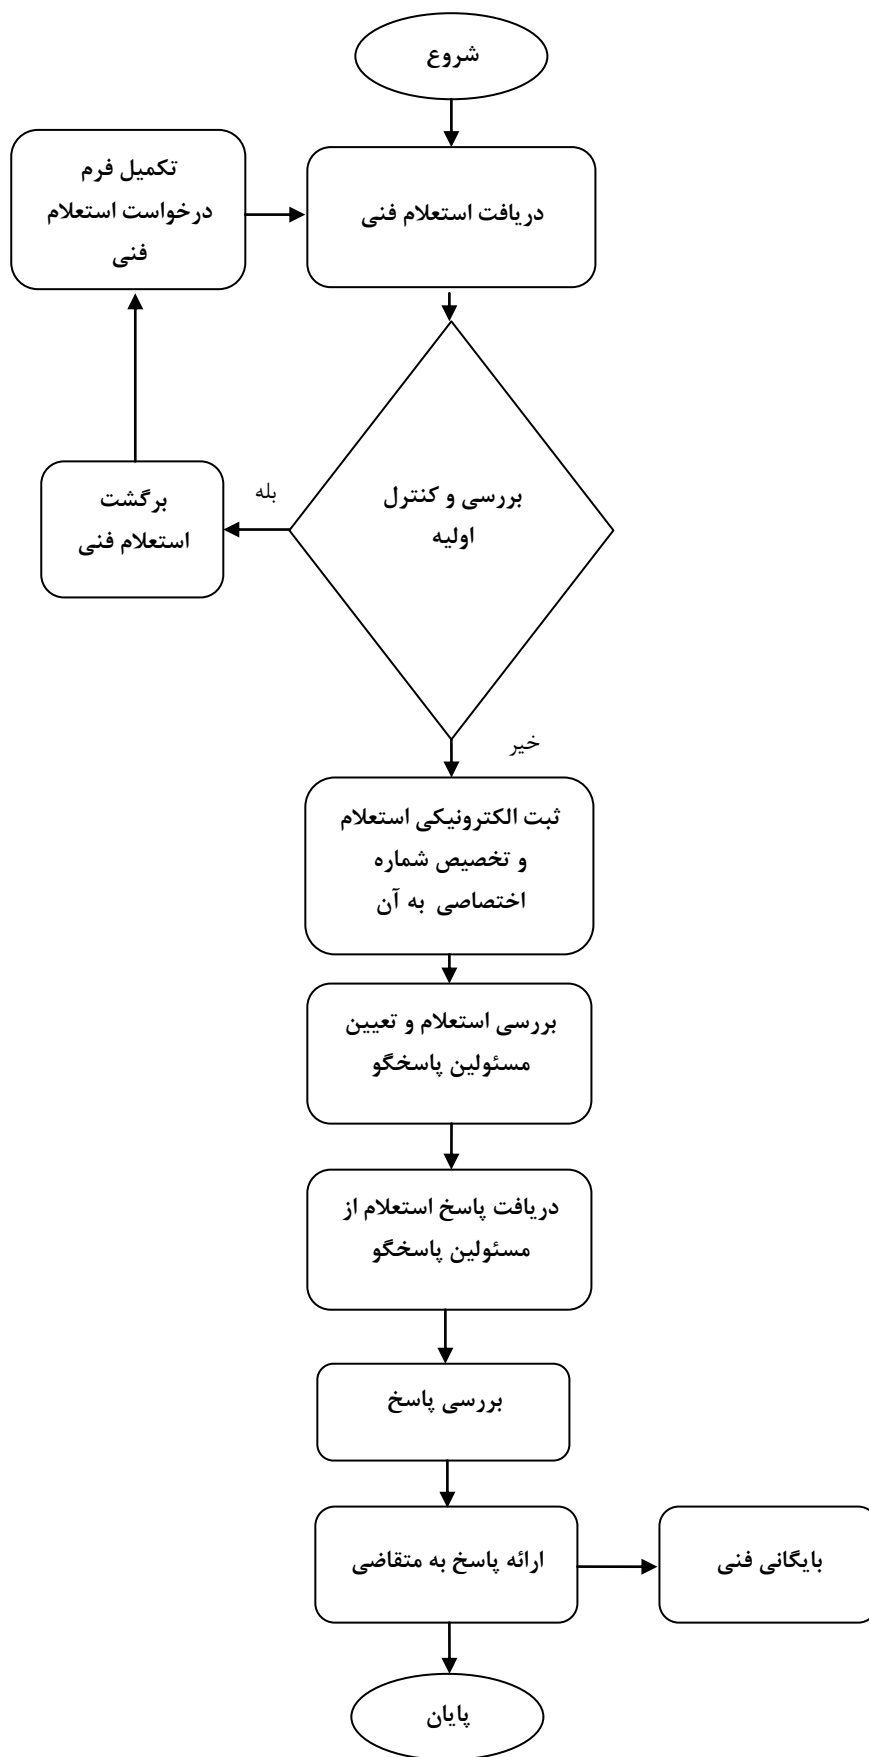 شروع
تکمیل فرم
درخواست استعلام
فنی
دریافت استعلام فنی
بررسی و کنترل
اولیه
بله
برگشت
استعلام فنی
خیر
ثبت الکترونیکی استعلام
و تخصیص شماره
اختصاصی به آن
بررسی استعلام و تعیین
مسئولین پاسخگو
دریافت پاسخ استعلام از
مسئولین پاسخگو
بررسی پاسخ
ارائه پاسخ به متقاضی
بایگانی فنی
پایان